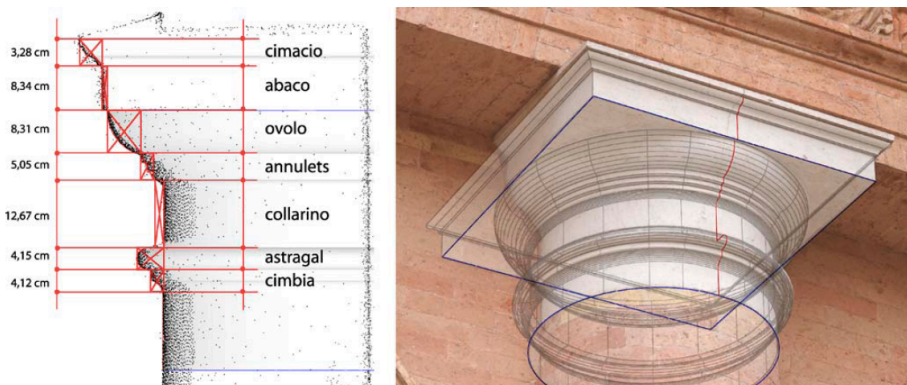 3,28 cm cimacio
8,34 cm abaco
8,31 cm ovolo
5,05 cm annulets
12,67 cm collarino
4,15 cm astragal
4,12 cm cimbia